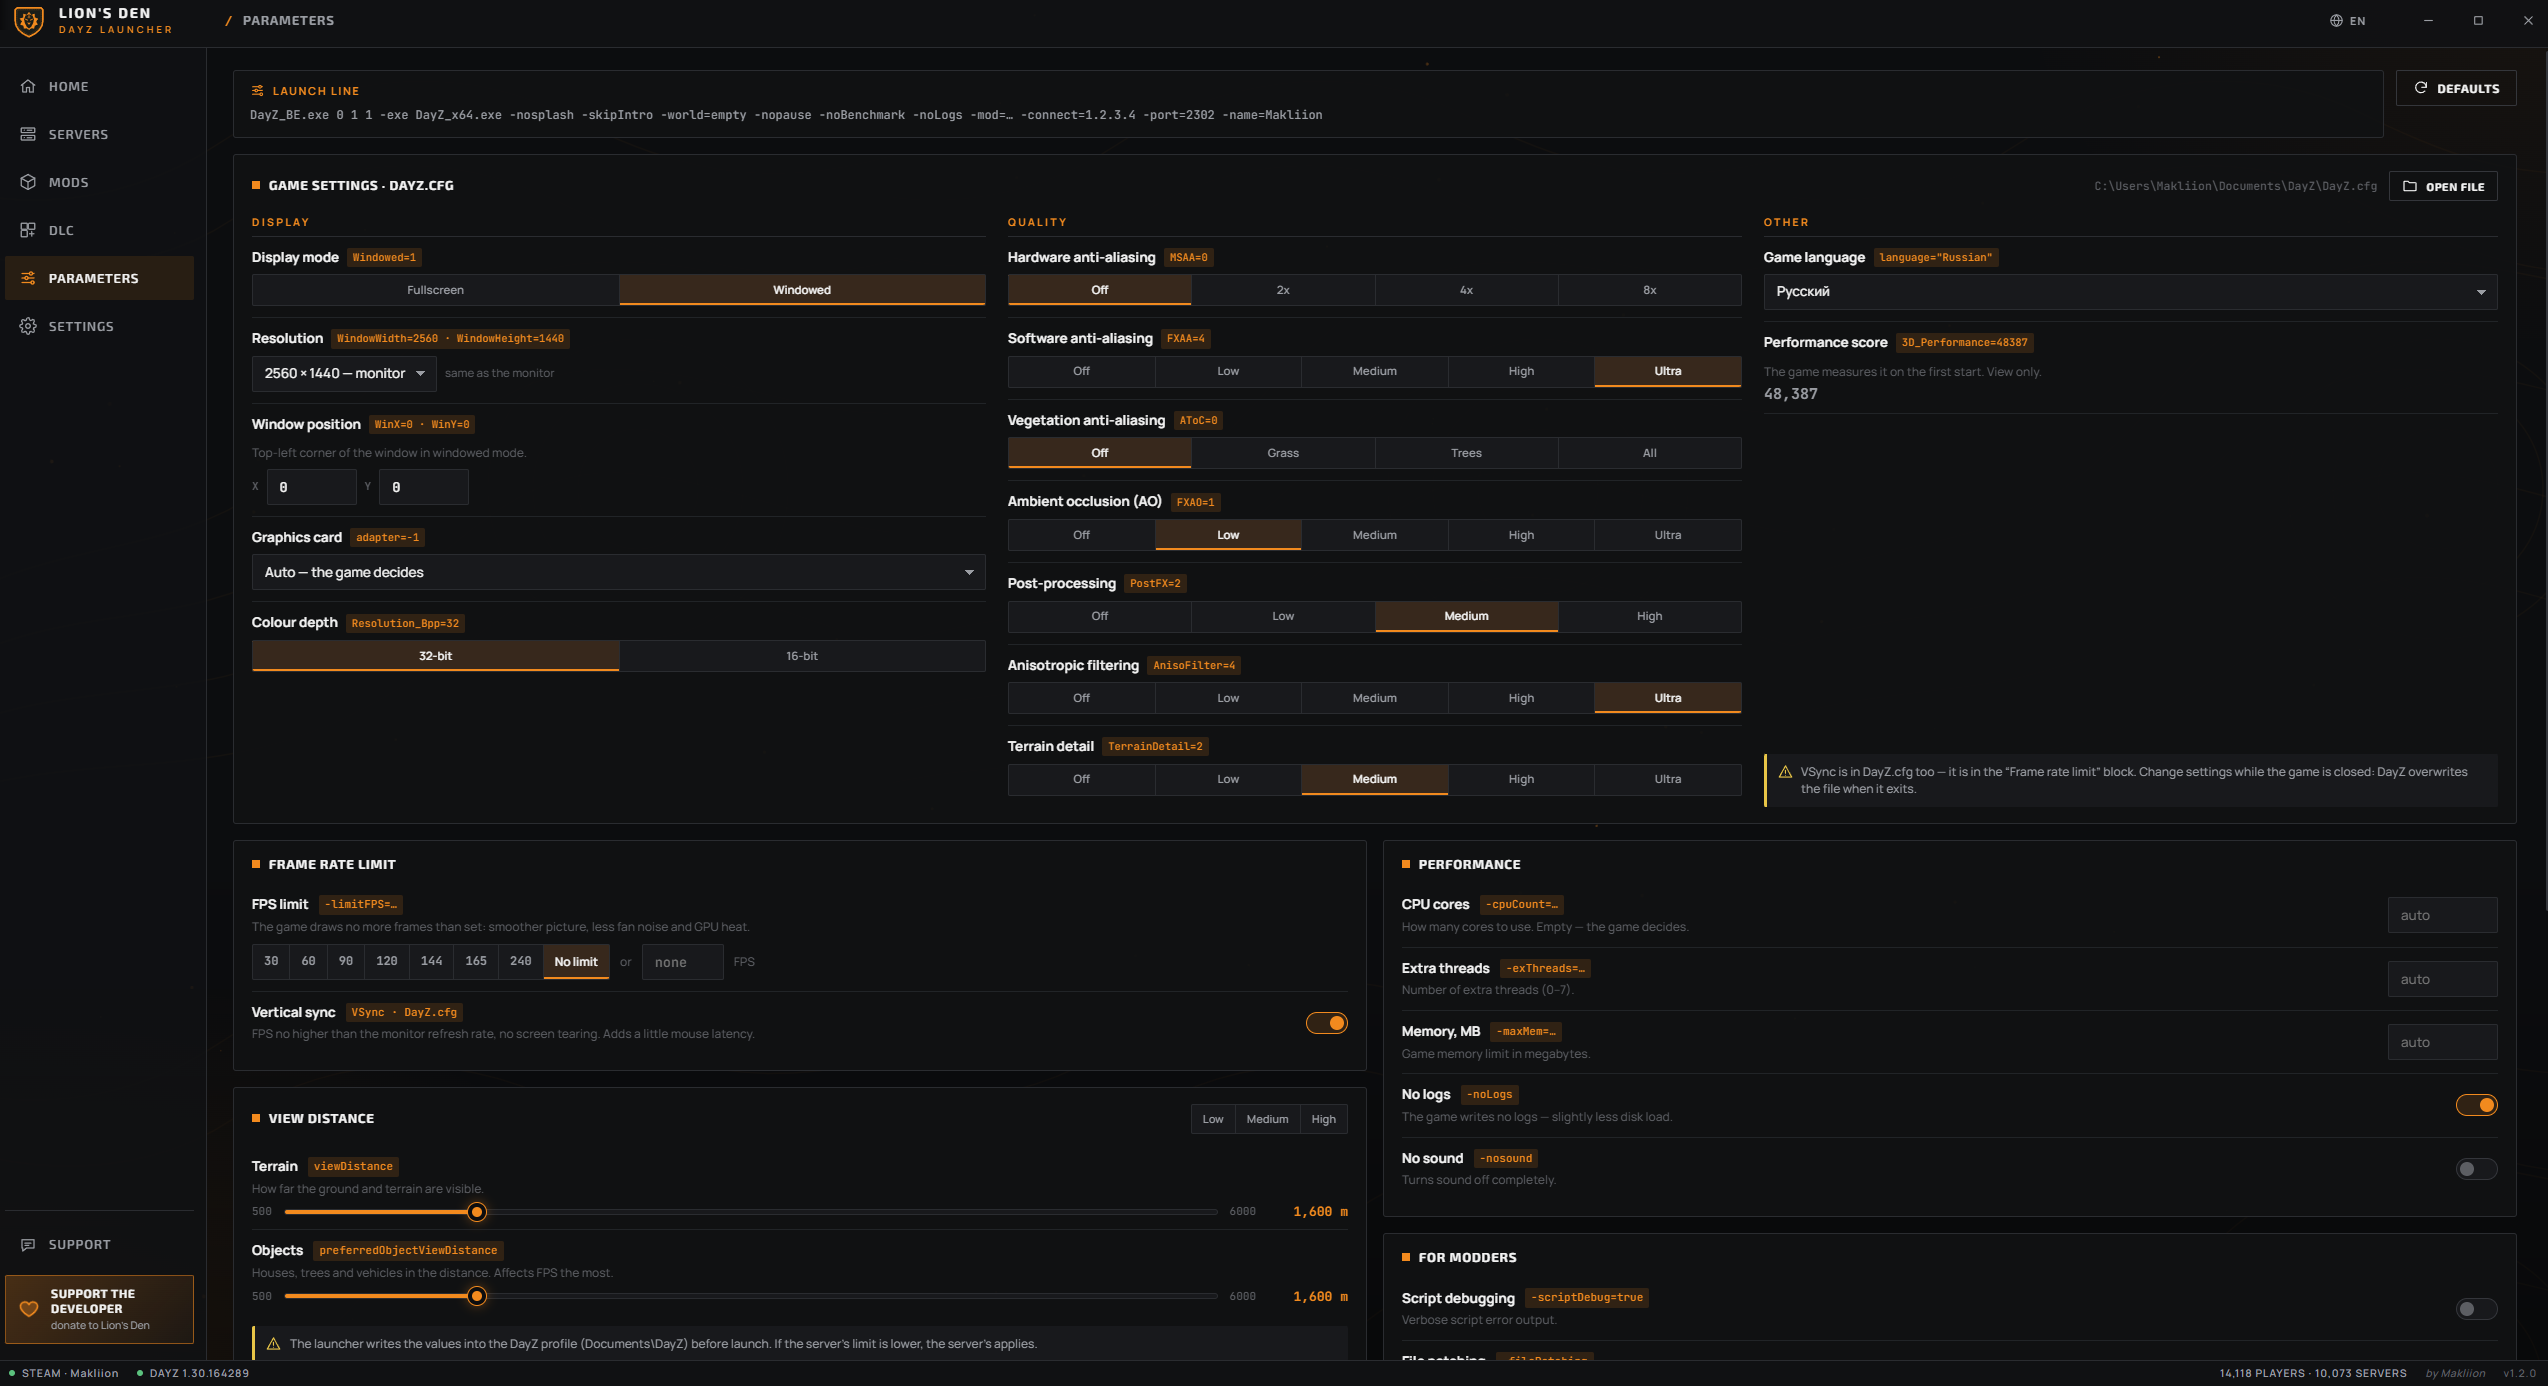 LION'S DEN
DAYZ LAUNCHER
/ PARAMETERS
EN
HOME
SERVERS
MODS
DLC
PARAMETERS
SETTINGS
SUPPORT
SUPPORT THE
DEVELOPER
donate to Lion's Den
LAUNCH LINE
DayZ_BE.exe 0 1 1 -exe DayZ_x64.exe -nosplash -skipIntro -world=empty -nopause -noBenchmark -noLogs -mod=… -connect=1.2.3.4 -port=2302 -name=Makliion
DEFAULTS
GAME SETTINGS · DAYZ.CFG
C:\Users\Makliion\Documents\DayZ\DayZ.cfg
OPEN FILE
DISPLAY
Display mode Windowed=1
Fullscreen Windowed
Resolution WindowWidth=2560 · WindowHeight=1440
2560 × 1440 — monitor same as the monitor
Window position WinX=0 · WinY=0
Top-left corner of the window in windowed mode.
X 0 Y 0
Graphics card adapter=-1
Auto — the game decides
Colour depth Resolution_Bpp=32
32-bit 16-bit
QUALITY
Hardware anti-aliasing MSAA=0
Off 2x 4x 8x
Software anti-aliasing FXAA=4
Off Low Medium High Ultra
Vegetation anti-aliasing AToC=0
Off Grass Trees All
Ambient occlusion (AO) FXAO=1
Off Low Medium High Ultra
Post-processing PostFX=2
Off Low Medium High
Anisotropic filtering AnisoFilter=4
Off Low Medium High Ultra
Terrain detail TerrainDetail=2
Off Low Medium High Ultra
OTHER
Game language language="Russian"
Русский
Performance score 3D_Performance=48387
The game measures it on the first start. View only.
48,387
VSync is in DayZ.cfg too — it is in the "Frame rate limit" block. Change settings while the game is closed: DayZ overwrites
the file when it exits.
FRAME RATE LIMIT
FPS limit -limitFPS=…
The game draws no more frames than set: smoother picture, less fan noise and GPU heat.
30 60 90 120 144 165 240 No limit or none FPS
Vertical sync VSync · DayZ.cfg
FPS no higher than the monitor refresh rate, no screen tearing. Adds a little mouse latency.
VIEW DISTANCE
Low Medium High
Terrain viewDistance
How far the ground and terrain are visible.
500 6000 1,600 m
Objects preferredObjectViewDistance
Houses, trees and vehicles in the distance. Affects FPS the most.
500 6000 1,600 m
The launcher writes the values into the DayZ profile (Documents\DayZ) before launch. If the server's limit is lower, the server's applies.
PERFORMANCE
CPU cores -cpuCount=…
How many cores to use. Empty — the game decides.
auto
Extra threads -exThreads=…
Number of extra threads (0–7).
auto
Memory, MB -maxMem=…
Game memory limit in megabytes.
auto
No logs -noLogs
The game writes no logs — slightly less disk load.
No sound -nosound
Turns sound off completely.
FOR MODDERS
Script debugging -scriptDebug=true
Verbose script error output.
File patching -filePatching
STEAM · Makliion
DAYZ 1.30.164289
14,118 PLAYERS · 10,073 SERVERS
by Makliion
v1.2.0